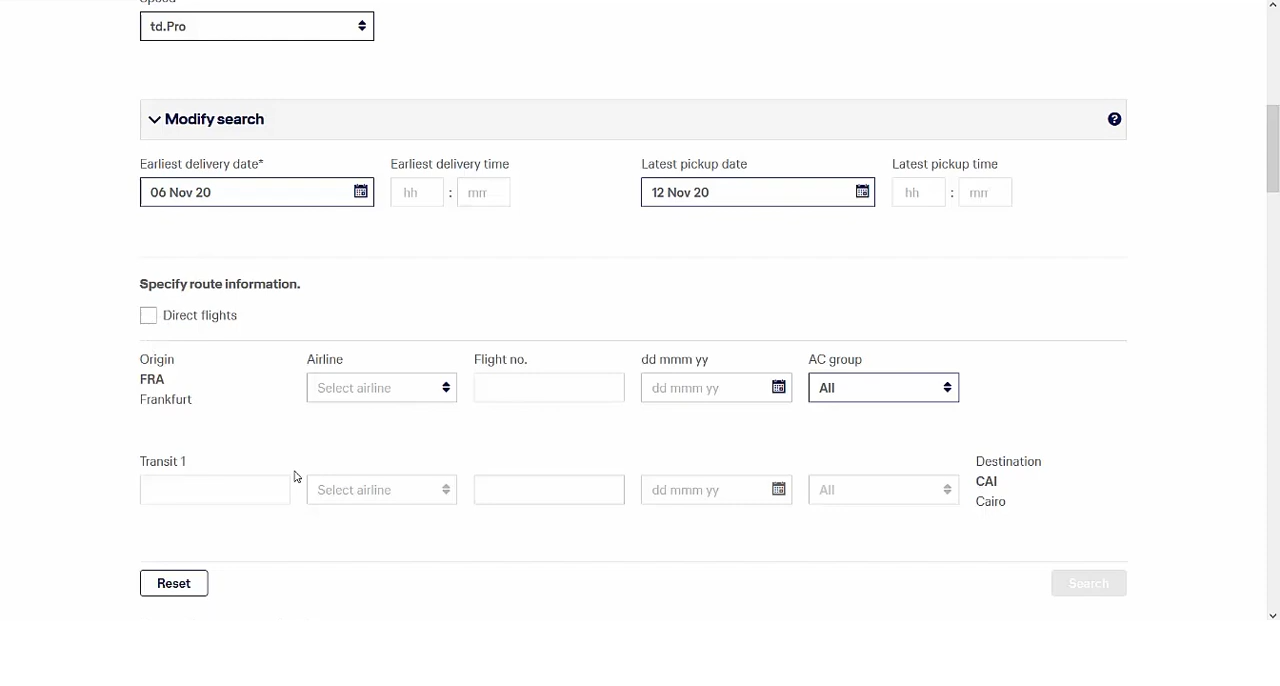 td.Pro
Modify search
Earliest delivery date* Earliest delivery time Latest pickup date Latest pickup time
06 Nov 20 hh : mm 12 Nov 20 hh : mm
Specify route information.
Direct flights
Origin Airline Flight no. dd mmm yy AC group
FRA Select airline dd mmm yy All
Frankfurt
Transit 1 Destination
Select airline dd mmm yy All CAI
Cairo
Reset Search